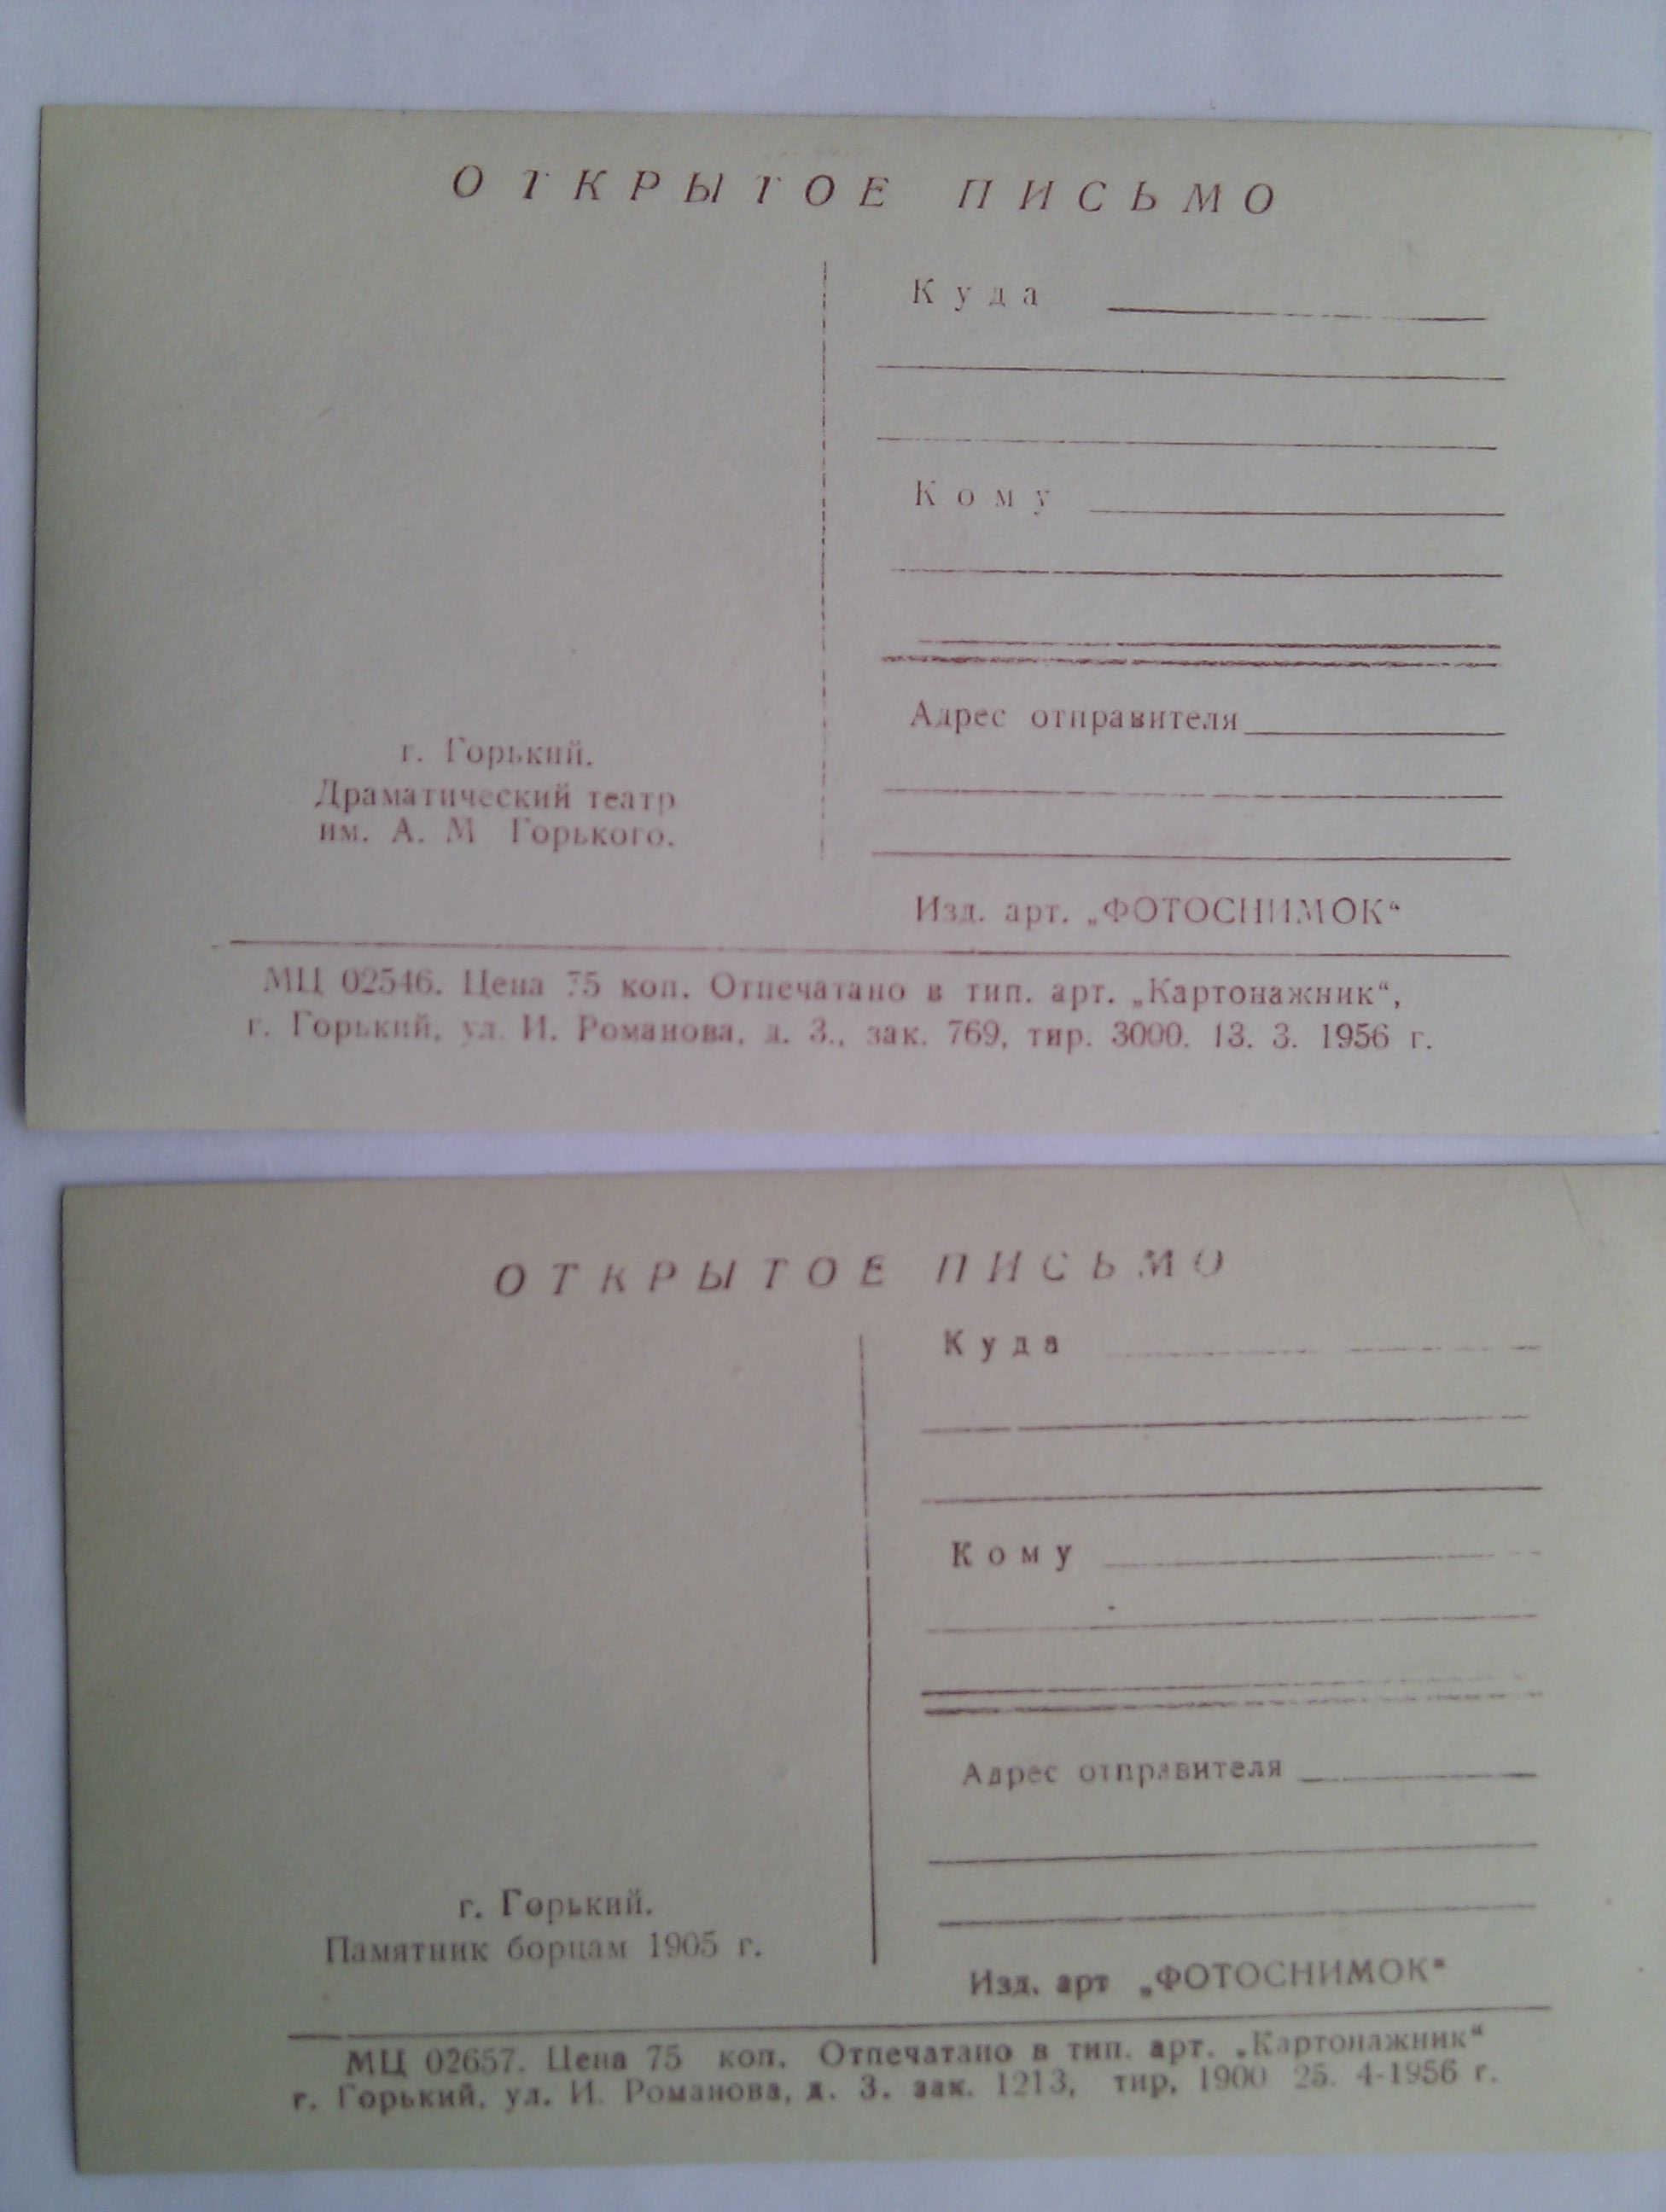 ОТКРЫТОЕ ПИСЬМО
Куда
Кому
Адрес отправителя
г. Горький.
Драматический театр
им. А. М Горького.
Изд. арт. „ФОТОСНИМОК“
МЦ 02546. Цена 75 коп. Отпечатано в тип. арт. „Картонажник“,
г. Горький, ул. И. Романова, д. 3., зак. 769, тир. 3000. 13. 3. 1956 г.
ОТКРЫТОЕ ПИСЬМО
Куда
Кому
Адрес отправителя
г. Горький.
Памятник борцам 1905 г.
Изд. арт „ФОТОСНИМОК“
МЦ 02657. Цена 75 коп. Отпечатано в тип. арт. „Картонажник“
г. Горький, ул. И. Романова, д. 3. зак. 1213, тир, 1900 25. 4-1956 г.